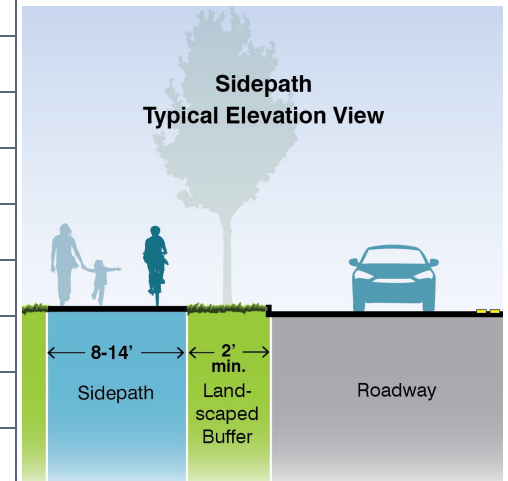 Sidepath
Typical Elevation View
8-14’
Sidepath
2’
min.
Land-
scaped
Buffer
Roadway